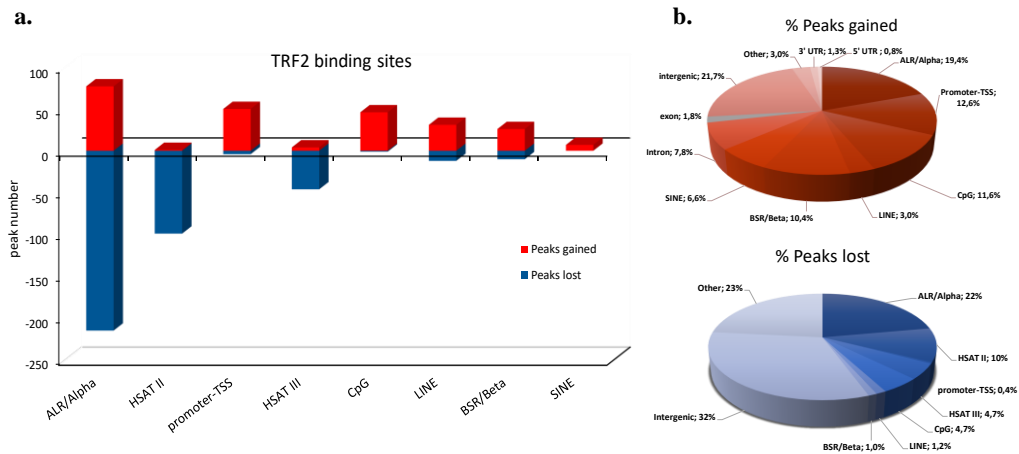 a.
TRF2 binding sites
peak number
100
50
0
-50
-100
-150
-200
-250
Peaks gained
Peaks lost
ALR/Alpha
HSAT II
promoter-TSS
HSAT III
CpG
LINE
BSR/Beta
SINE
b.
% Peaks gained
Other; 3,0%
3' UTR; 1,3%
5' UTR ; 0,8%
ALR/Alpha; 19,4%
intergenic; 21,7%
Promoter-TSS;
12,6%
exon; 1,8%
Intron; 7,8%
SINE; 6,6%
CpG; 11,6%
BSR/Beta; 10,4%
LINE; 3,0%
% Peaks lost
Other; 23%
ALR/Alpha; 22%
HSAT II; 10%
promoter-TSS; 0,4%
HSAT III; 4,7%
Intergenic; 32%
CpG; 4,7%
BSR/Beta; 1,0%
LINE; 1,2%